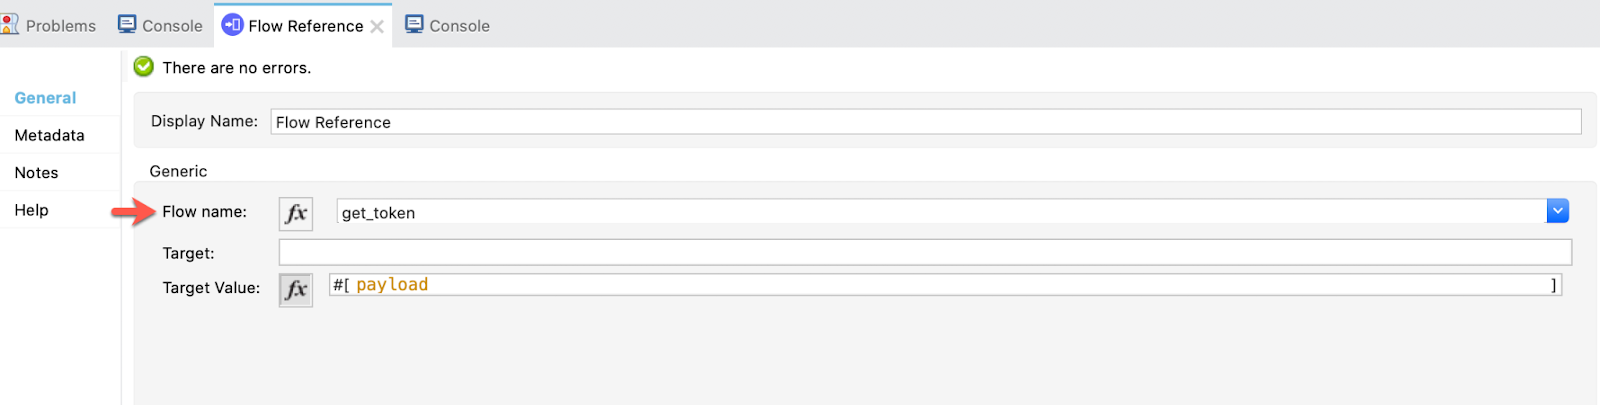 Problems Console Flow Reference Console
There are no errors.
General
Display Name: Flow Reference
Metadata
Generic
Notes
Help
Flow name: fx get_token
Target:
Target Value: fx #[ payload ]